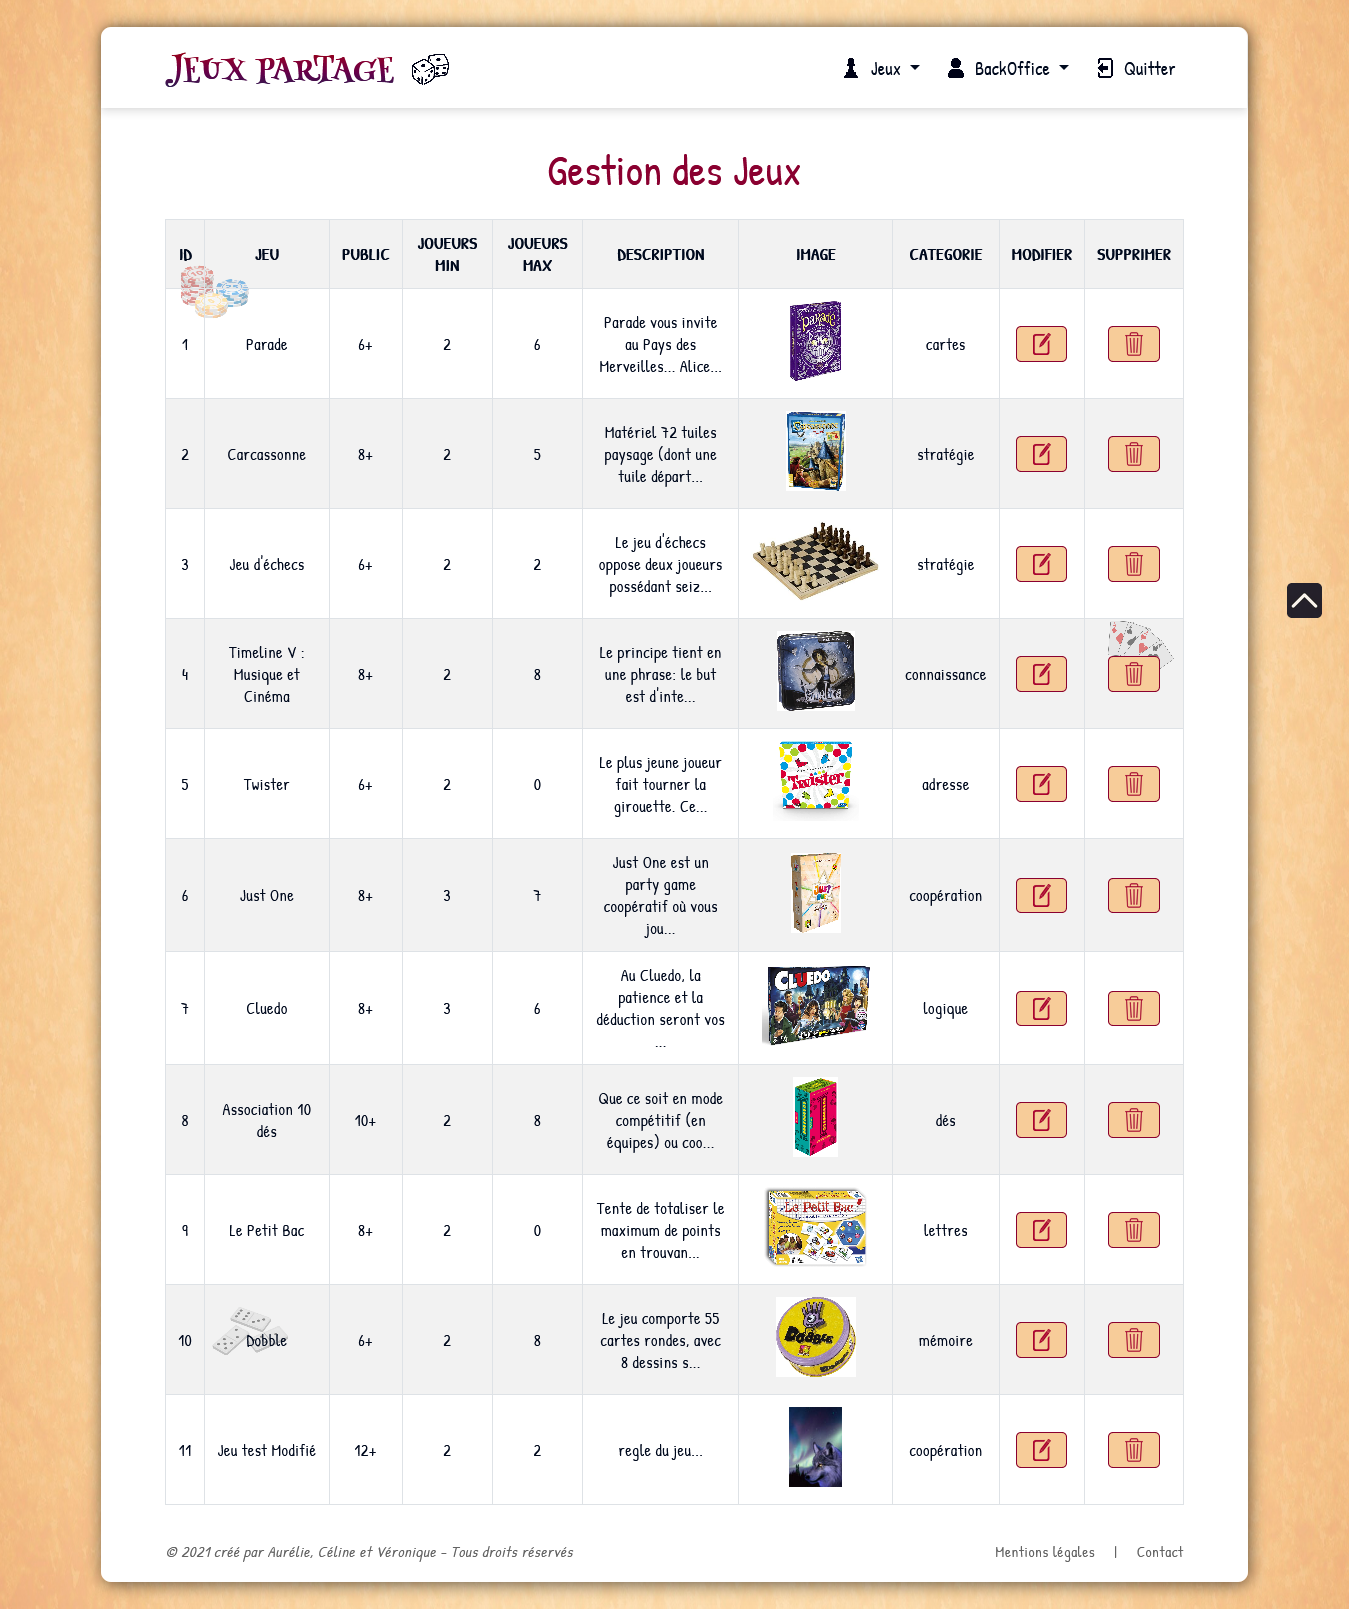 JEUX PARTAGE
Jeux
BackOffice
Quitter
Gestion des Jeux
ID JEU PUBLIC JOUEURS MIN JOUEURS MAX DESCRIPTION IMAGE CATEGORIE MODIFIER SUPPRIMER
1 Parade 6+ 2 6
Parade vous invite
au Pays des
Merveilles... Alice...
Parade
cartes
2 Carcassonne 8+ 2 5
Matériel 72 tuiles
paysage (dont une
tuile départ...
stratégie
3 Jeu d'échecs 6+ 2 2
Le jeu d'échecs
oppose deux joueurs
possédant seiz...
stratégie
4
Timeline V :
Musique et
Cinéma
8+ 2 8
Le principe tient en
une phrase: le but
est d'inte...
Timeline
connaissance
5 Twister 6+ 2 0
Le plus jeune joueur
fait tourner la
girouette. Ce...
Twister
adresse
6 Just One 8+ 3 7
Just One est un
party game
coopératif où vous
jou...
coopération
7 Cluedo 8+ 3 6
Au Cluedo, la
patience et la
déduction seront vos
...
CLUEDO
logique
8
Association 10
dés
10+ 2 8
Que ce soit en mode
compétitif (en
équipes) ou coo...
dés
9 Le Petit Bac 8+ 2 0
Tente de totaliser le
maximum de points
en trouvan...
Le Petit Bac
lettres
10 Dobble 6+ 2 8
Le jeu comporte 55
cartes rondes, avec
8 dessins s...
DOBBLE
mémoire
11 Jeu test Modifié 12+ 2 2
regle du jeu...
coopération
© 2021 créé par Aurélie, Céline et Véronique - Tous droits réservés
Mentions légales | Contact